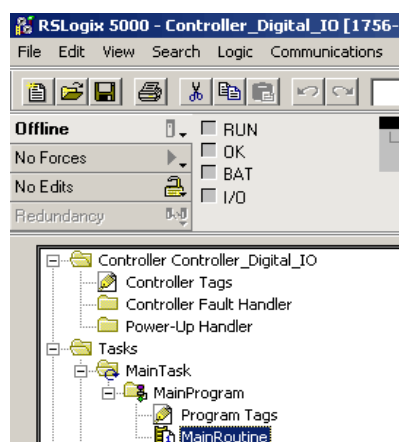 RSLogix 5000 - Controller_Digital_IO [1756-
File Edit View Search Logic Communications
Offline
RUN
No Forces
OK
No Edits
BAT
Redundancy
I/O
Controller Controller_Digital_IO
Controller Tags
Controller Fault Handler
Power-Up Handler
Tasks
MainTask
MainProgram
Program Tags
MainRoutine